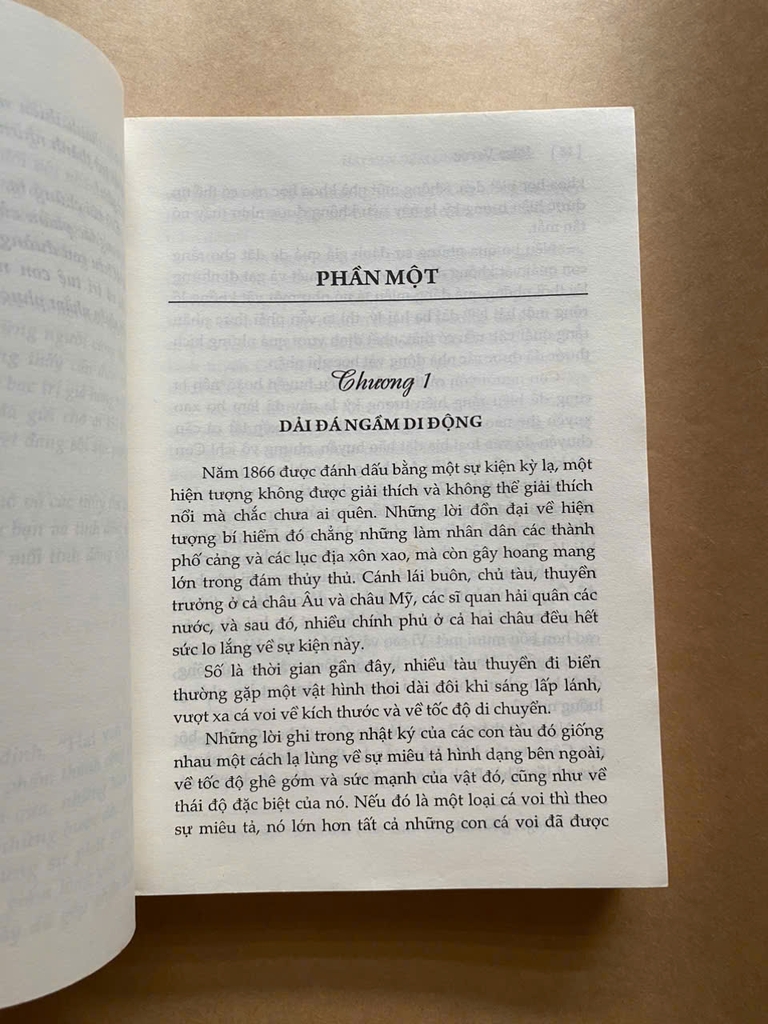 PHẦN MỘT
Chương 1
DẢI ĐÁ NGẦM DI ĐỘNG
Năm 1866 được đánh dấu bằng một sự kiện kỳ lạ, một
hiện tượng không được giải thích và không thể giải thích
nổi mà chắc chưa ai quên. Những lời đồn đại về hiện
tượng bí hiểm đó chẳng những làm nhân dân các thành
phố cảng và các lục địa xôn xao, mà còn gây hoang mang
lớn trong đám thủy thủ. Cánh lái buôn, chủ tàu, thuyền
trưởng ở cả châu Âu và châu Mỹ, các sĩ quan hải quân các
nước, và sau đó, nhiều chính phủ ở cả hai châu đều hết
sức lo lắng về sự kiện này.
Số là thời gian gần đây, nhiều tàu thuyền đi biển
thường gặp một vật hình thoi dài đôi khi sáng lấp lánh,
vượt xa cá voi về kích thước và về tốc độ di chuyển.
Những lời ghi trong nhật ký của các con tàu đó giống
nhau một cách lạ lùng về sự miêu tả hình dạng bên ngoài,
về tốc độ ghê gớm và sức mạnh của vật đó, cũng như về
thái độ đặc biệt của nó. Nếu đó là một loại cá voi thì theo
sự miêu tả, nó lớn hơn tất cả những con cá voi đã được